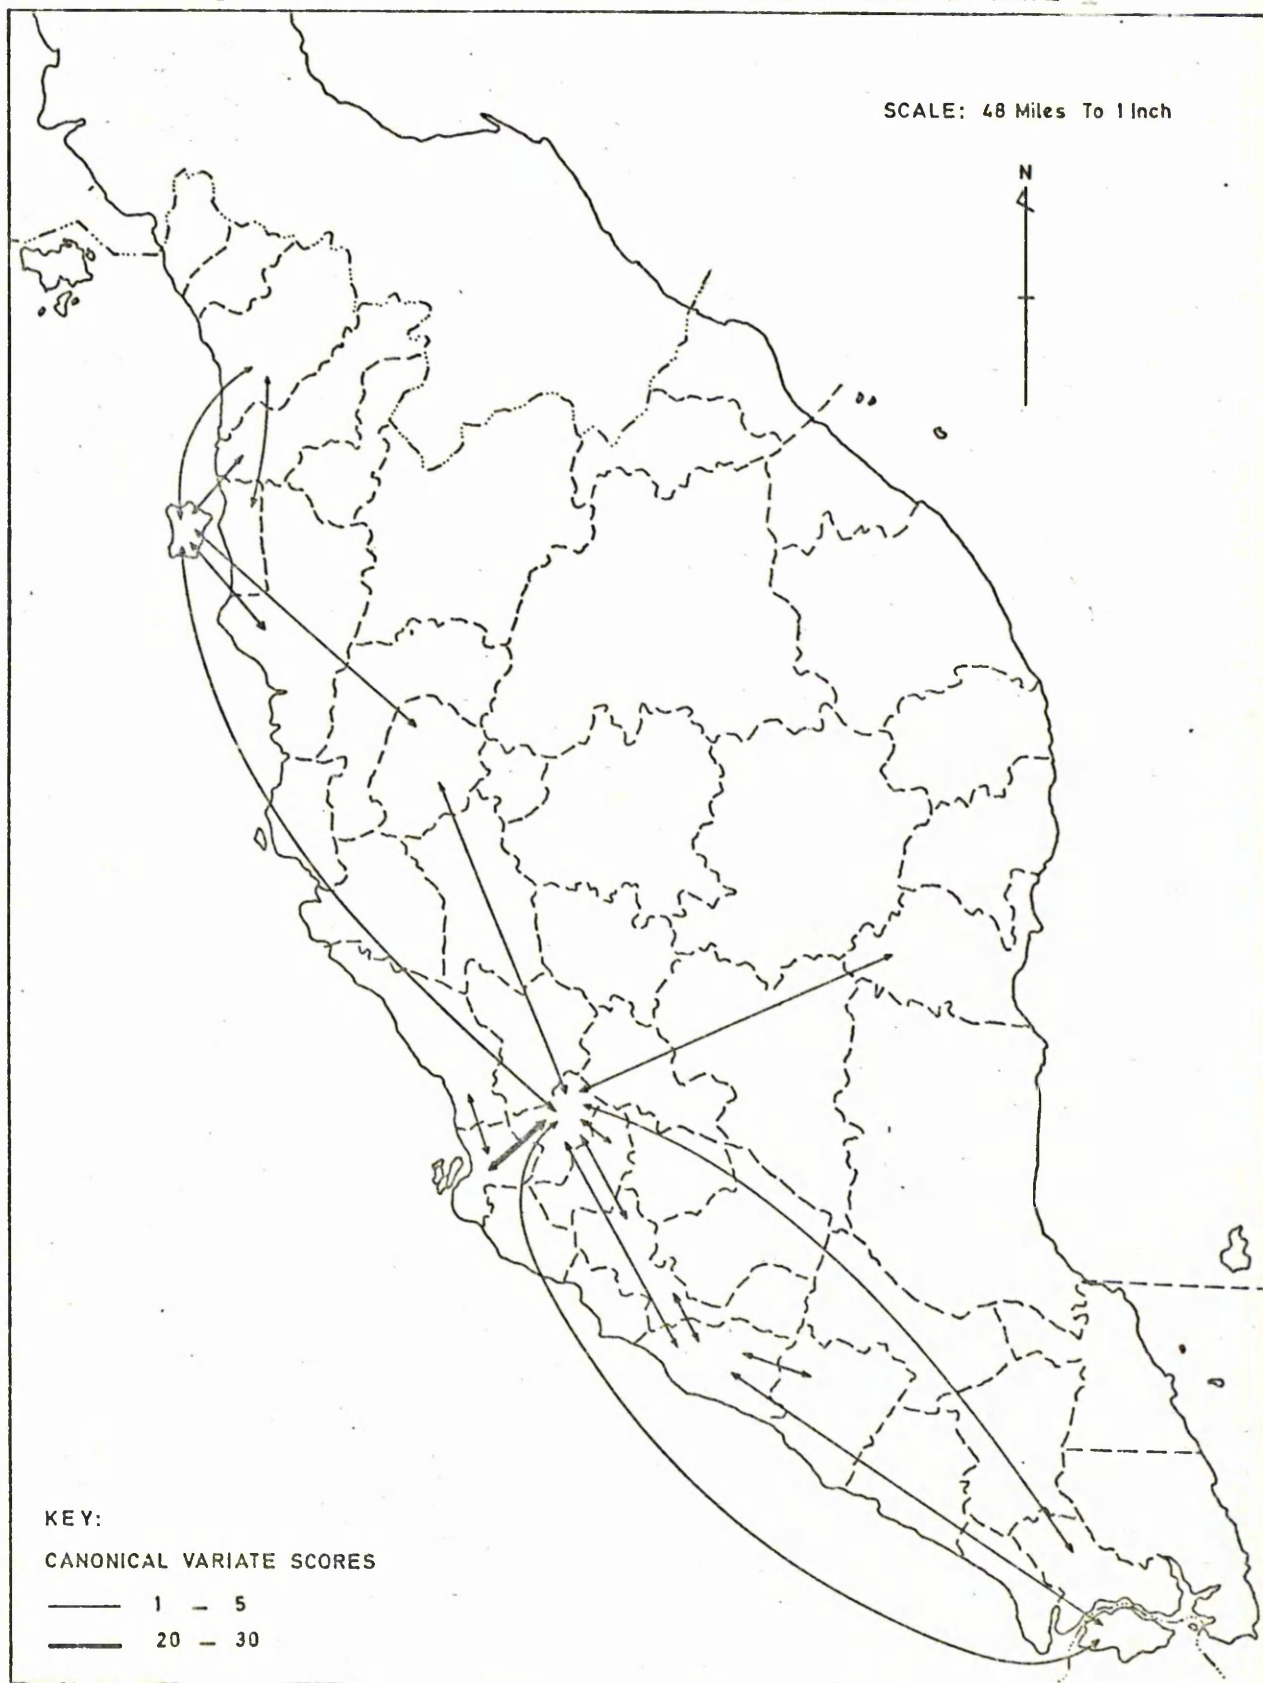 SCALE: 48 Miles To 1 Inch
N
KEY:
CANONICAL VARIATE SCORES
1 – 5
20 – 30